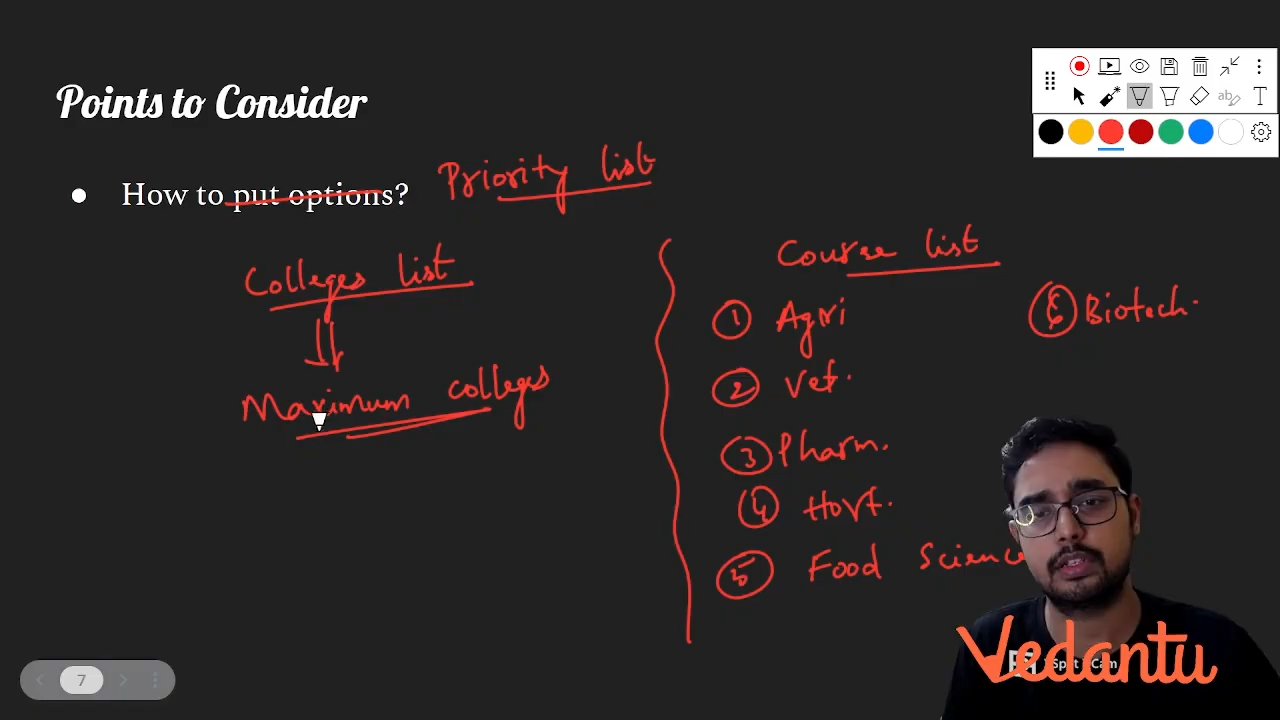 Points to Consider
● How to put options?
Priority list
Colleges list
Maximum colleges
Course list
① Agri
② Vet.
③ Pharm.
④ Hort.
⑤ Food Science
⑥ Biotech.
Vedantu
7
ab
T